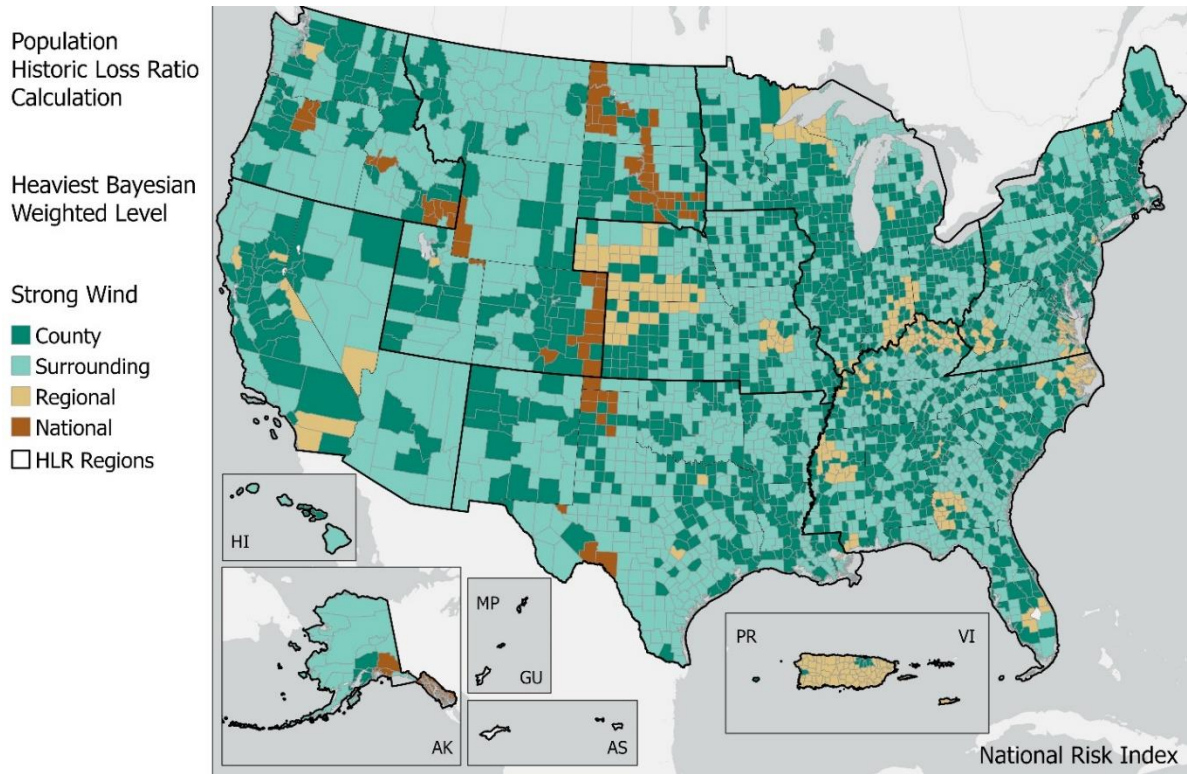 Population
Historic Loss Ratio
Calculation
Heaviest Bayesian
Weighted Level
Strong Wind
County
Surrounding
Regional
National
HLR Regions
HI
AK
MP
GU
AS
PR
VI
National Risk Index